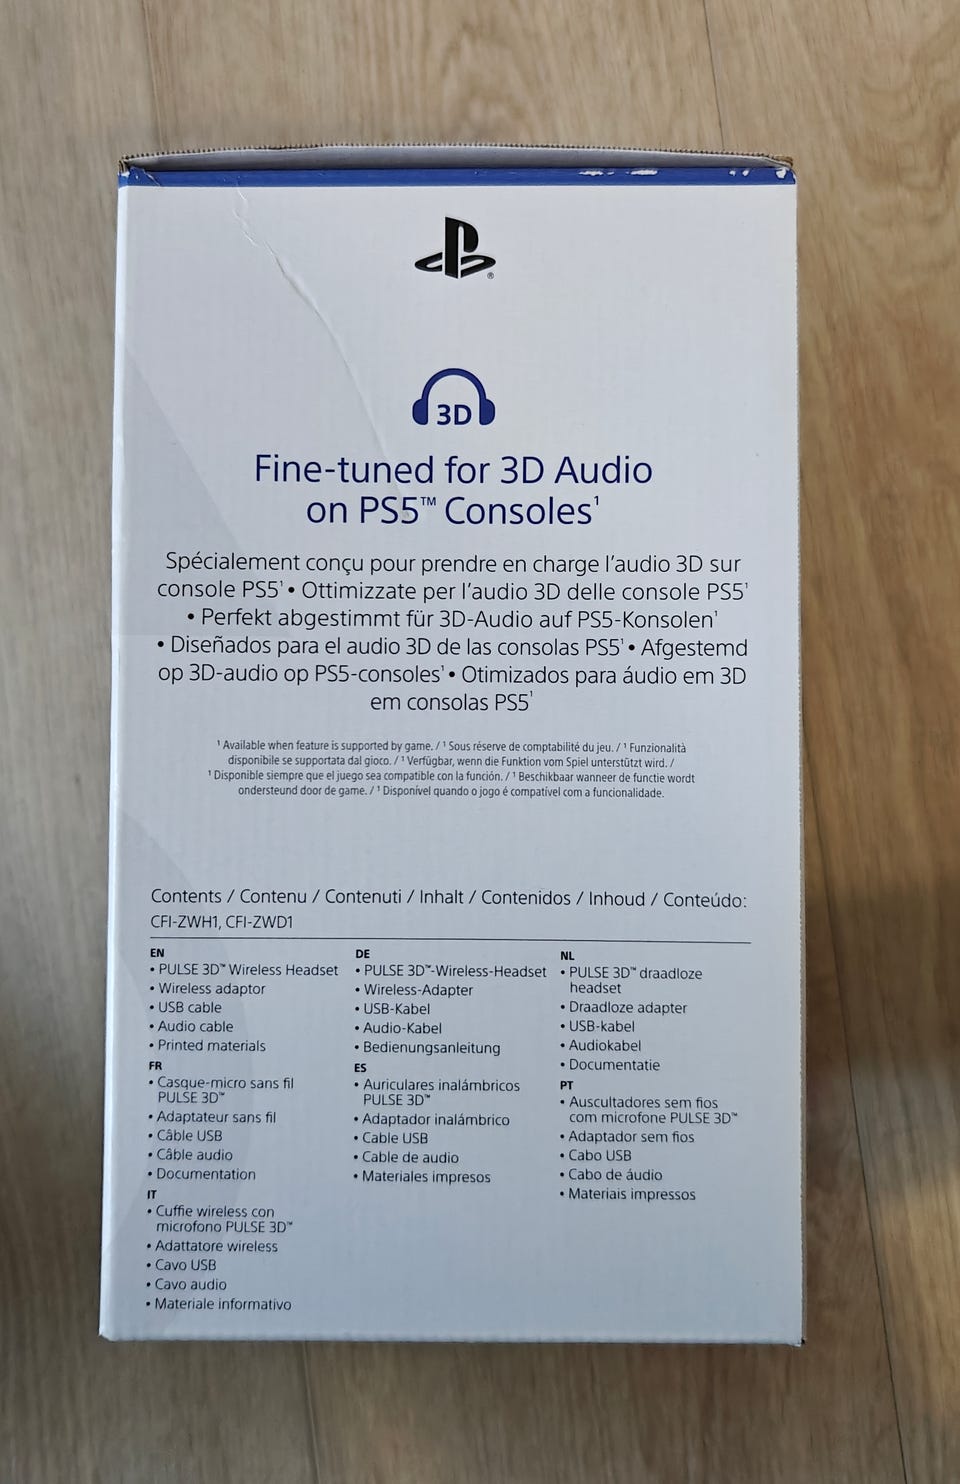 3D
Fine-tuned for 3D Audio
on PS5™ Consoles¹
Spécialement conçu pour prendre en charge l'audio 3D sur
console PS5¹ • Ottimizzate per l'audio 3D delle console PS5¹
• Perfekt abgestimmt für 3D-Audio auf PS5-Konsolen¹
• Diseñados para el audio 3D de las consolas PS5¹ • Afgestemd
op 3D-audio op PS5-consoles¹ • Otimizados para áudio em 3D
em consolas PS5¹
¹ Available when feature is supported by game. / ¹ Sous réserve de comptabilité du jeu. / ¹ Funzionalità
disponibile se supportata dal gioco. / ¹ Verfügbar, wenn die Funktion vom Spiel unterstützt wird. /
¹ Disponible siempre que el juego sea compatible con la función. / ¹ Beschikbaar wanneer de functie wordt
ondersteund door de game. / ¹ Disponível quando o jogo é compatível com a funcionalidade.
Contents / Contenu / Contenuti / Inhalt / Contenidos / Inhoud / Conteúdo:
CFI-ZWH1, CFI-ZWD1
EN
• PULSE 3D™ Wireless Headset
• Wireless adaptor
• USB cable
• Audio cable
• Printed materials
FR
• Casque-micro sans fil
PULSE 3D™
• Adaptateur sans fil
• Câble USB
• Câble audio
• Documentation
IT
• Cuffie wireless con
microfono PULSE 3D™
• Adattatore wireless
• Cavo USB
• Cavo audio
• Materiale informativo
DE
• PULSE 3D™-Wireless-Headset
• Wireless-Adapter
• USB-Kabel
• Audio-Kabel
• Bedienungsanleitung
ES
• Auriculares inalámbricos
PULSE 3D™
• Adaptador inalámbrico
• Cable USB
• Cable de audio
• Materiales impresos
NL
• PULSE 3D™ draadloze
headset
• Draadloze adapter
• USB-kabel
• Audiokabel
• Documentatie
PT
• Auscultadores sem fios
com microfone PULSE 3D™
• Adaptador sem fios
• Cabo USB
• Cabo de áudio
• Materiais impressos